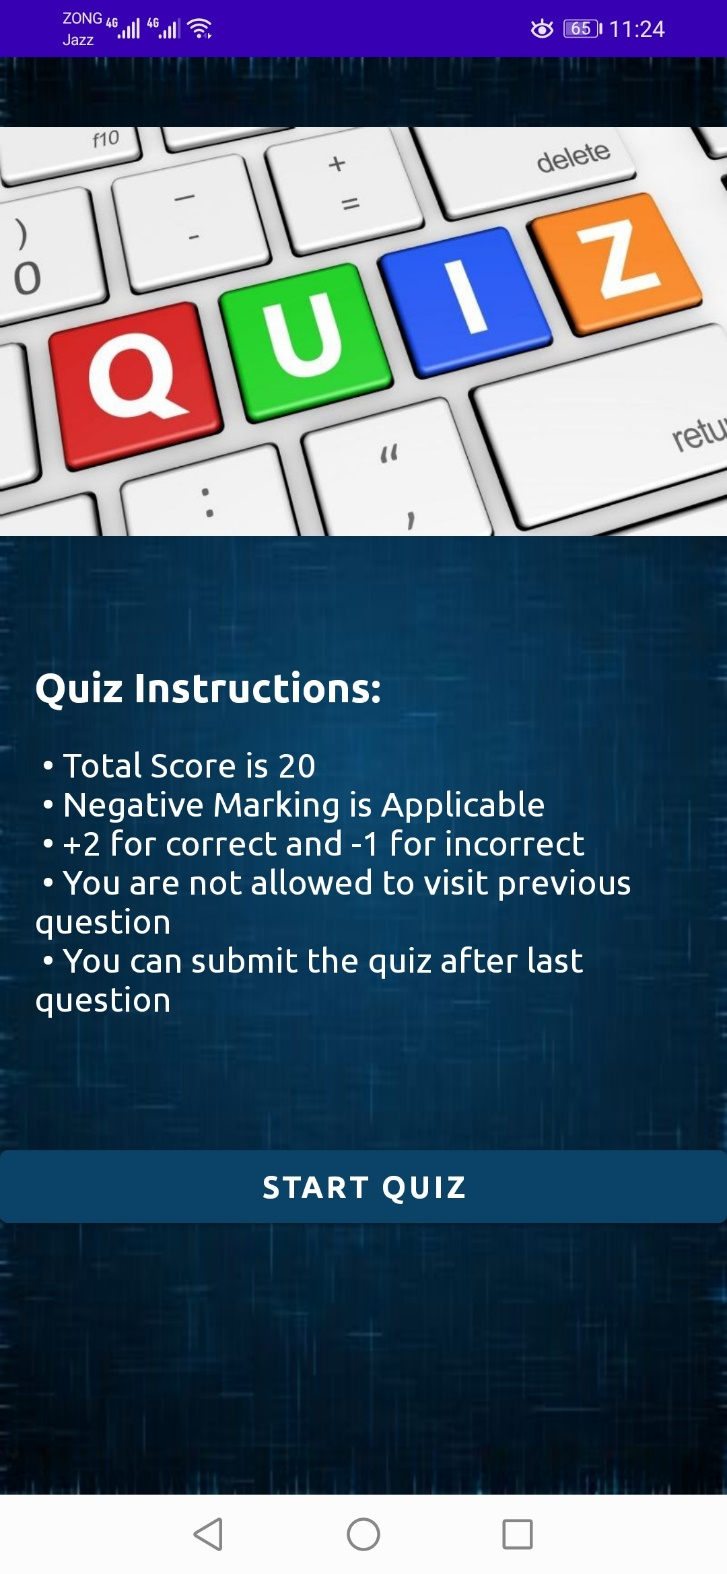 ZONG 4G 4G 65 11:24
Jazz
f10
delete
+
=
—
-
)
0
Q U I Z
retu
“
,
:
Quiz Instructions:
• Total Score is 20
• Negative Marking is Applicable
• +2 for correct and -1 for incorrect
• You are not allowed to visit previous
question
• You can submit the quiz after last
question
START QUIZ